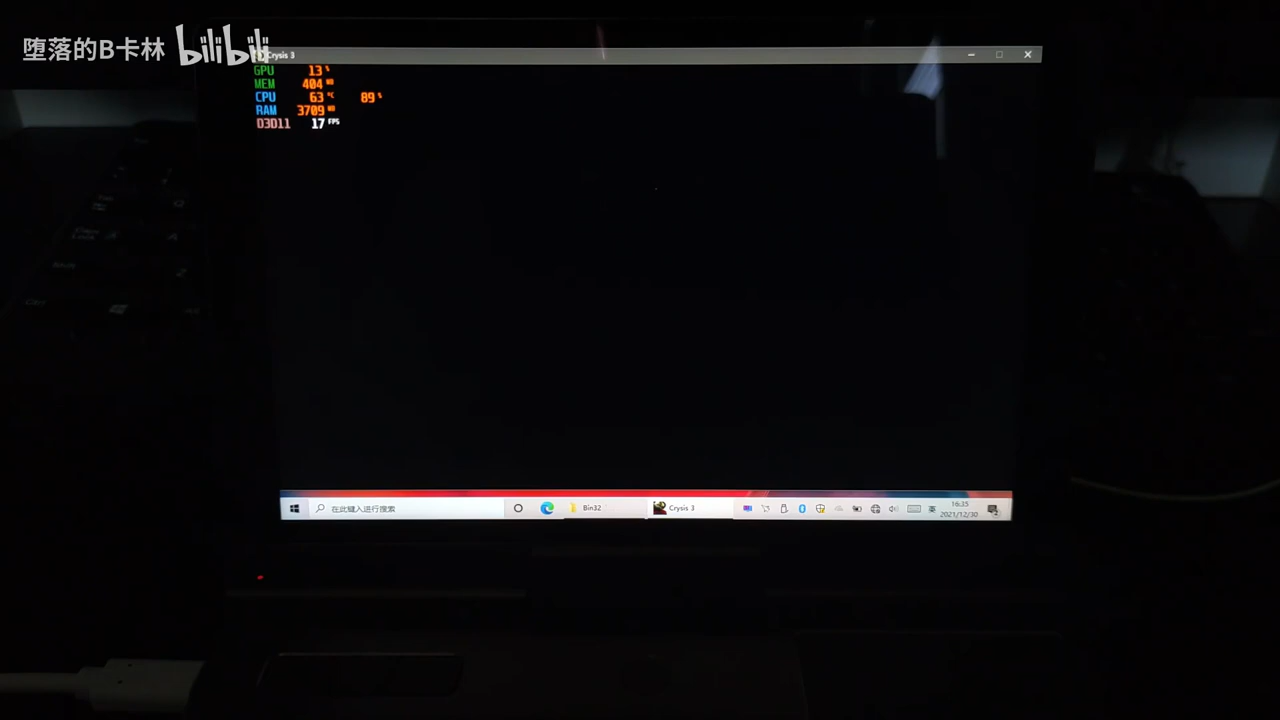 堕落的B卡林 bilibili
Crysis 3
GPU 13 %
MEM 404 MB
CPU 63 °C 89 %
RAM 3709 MB
D3D11 17 FPS
在此键入进行搜索
Bin32
Crysis 3
英
16:35
2021/12/30